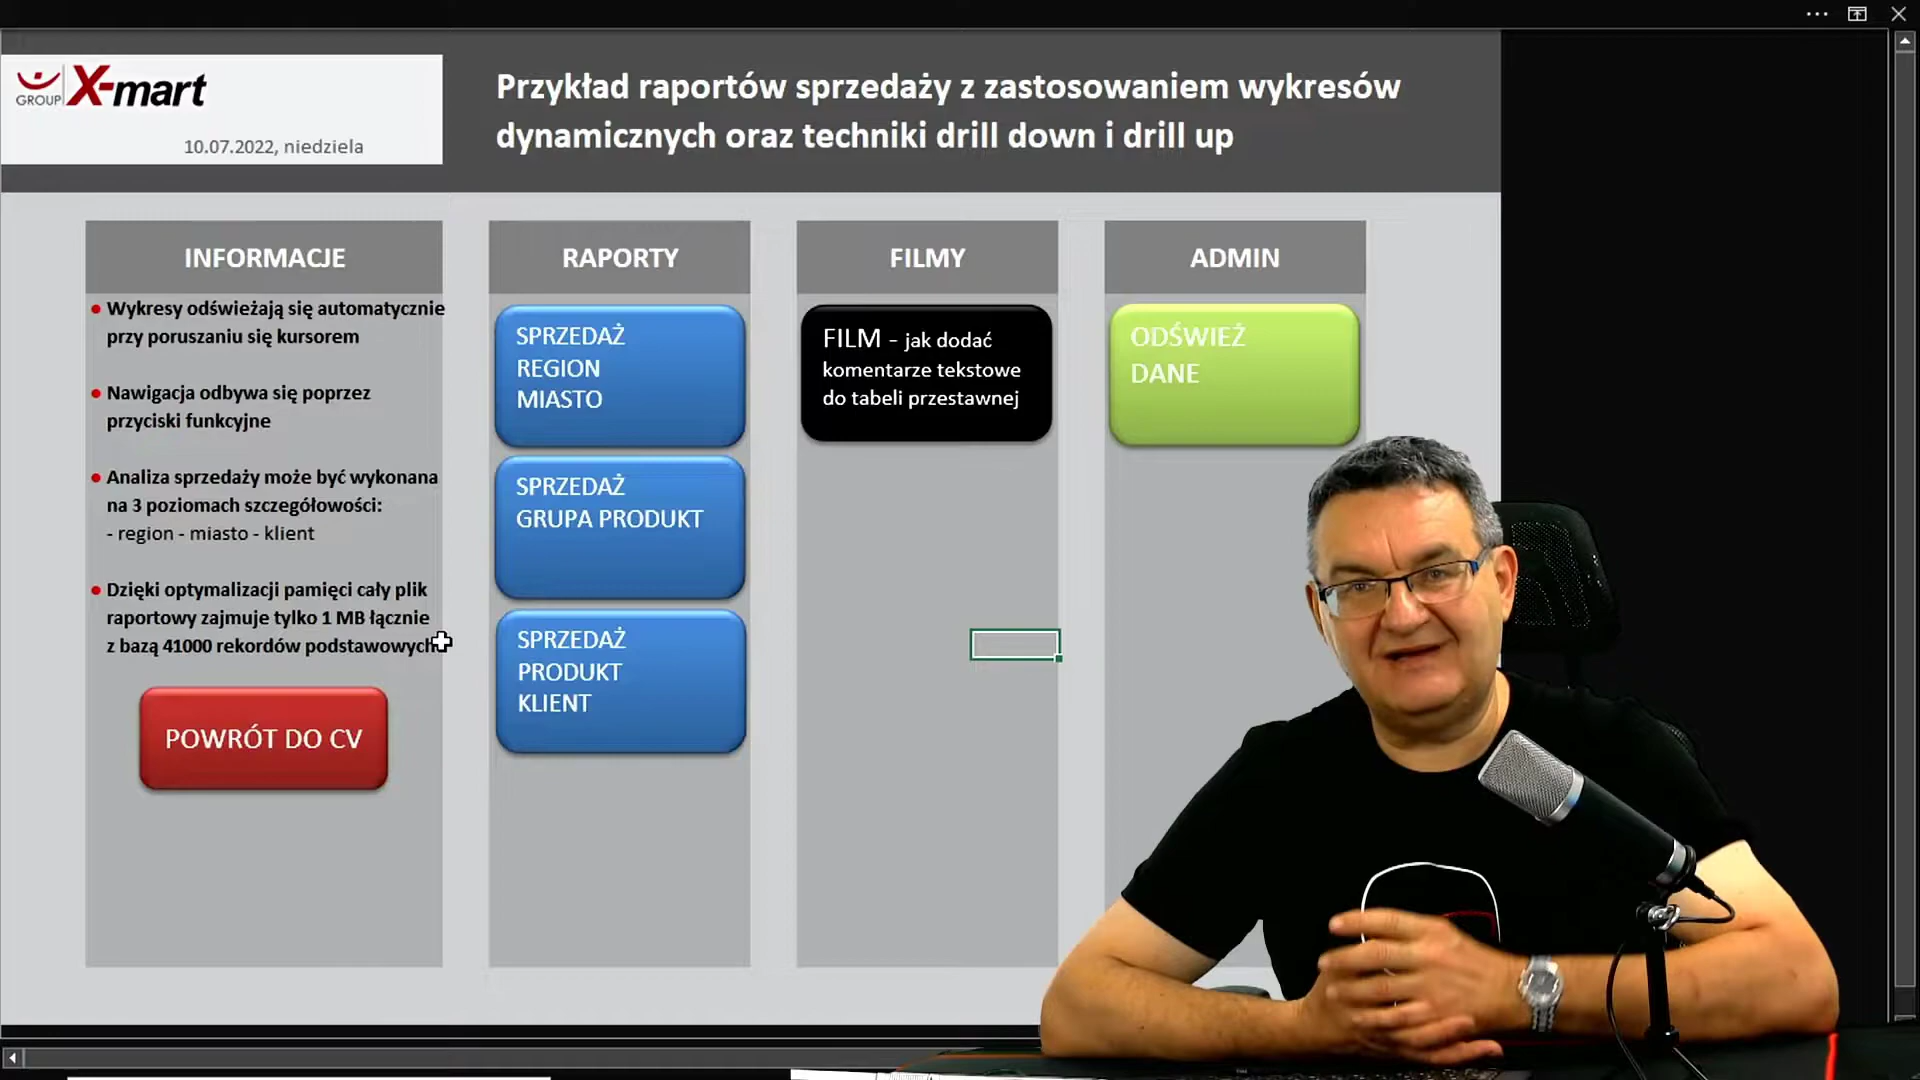 GROUP X-mart
10.07.2022, niedziela
Przykład raportów sprzedaży z zastosowaniem wykresów
dynamicznych oraz techniki drill down i drill up
INFORMACJE
• Wykresy odświeżają się automatycznie
przy poruszaniu się kursorem
• Nawigacja odbywa się poprzez
przyciski funkcyjne
• Analiza sprzedaży może być wykonana
na 3 poziomach szczegółowości:
- region - miasto - klient
• Dzięki optymalizacji pamięci cały plik
raportowy zajmuje tylko 1 MB łącznie
z bazą 41000 rekordów podstawowych
POWRÓT DO CV
RAPORTY
SPRZEDAŻ
REGION
MIASTO
SPRZEDAŻ
GRUPA PRODUKT
SPRZEDAŻ
PRODUKT
KLIENT
FILMY
FILM - jak dodać
komentarze tekstowe
do tabeli przestawnej
ADMIN
ODŚWIEŻ
DANE